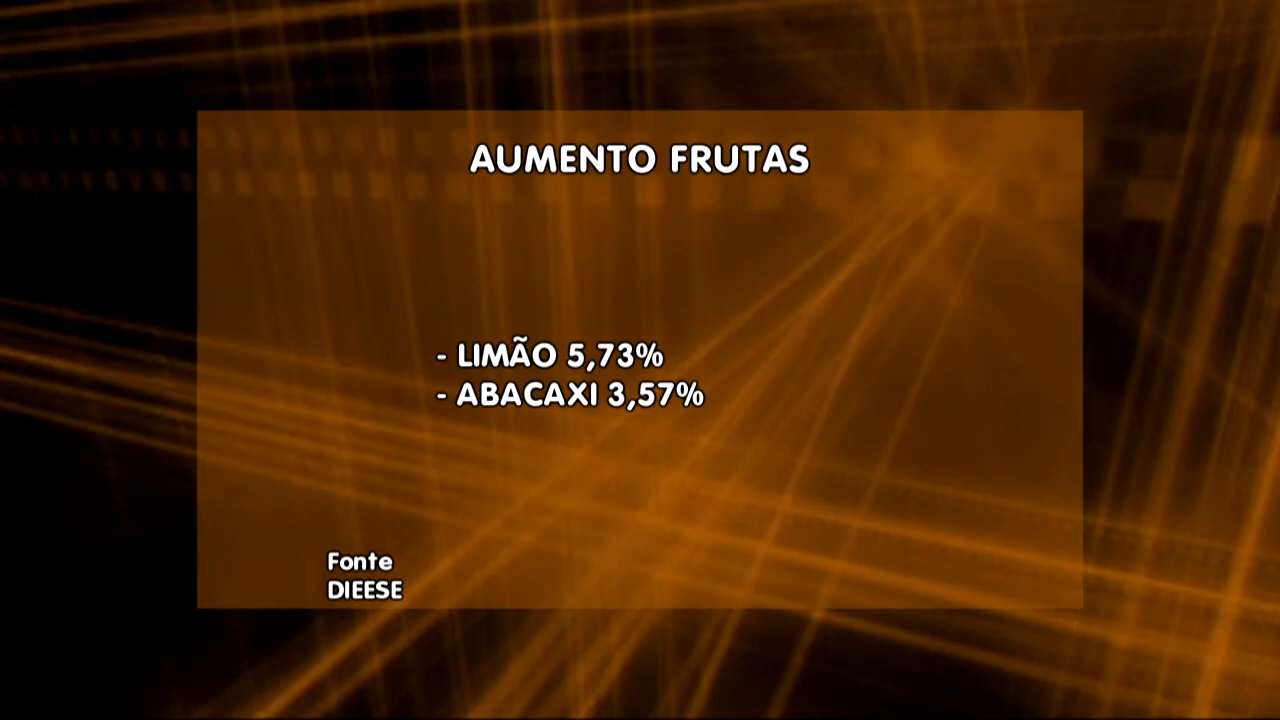 AUMENTO FRUTAS
- LIMÃO 5,73%
- ABACAXI 3,57%
Fonte
DIEESE